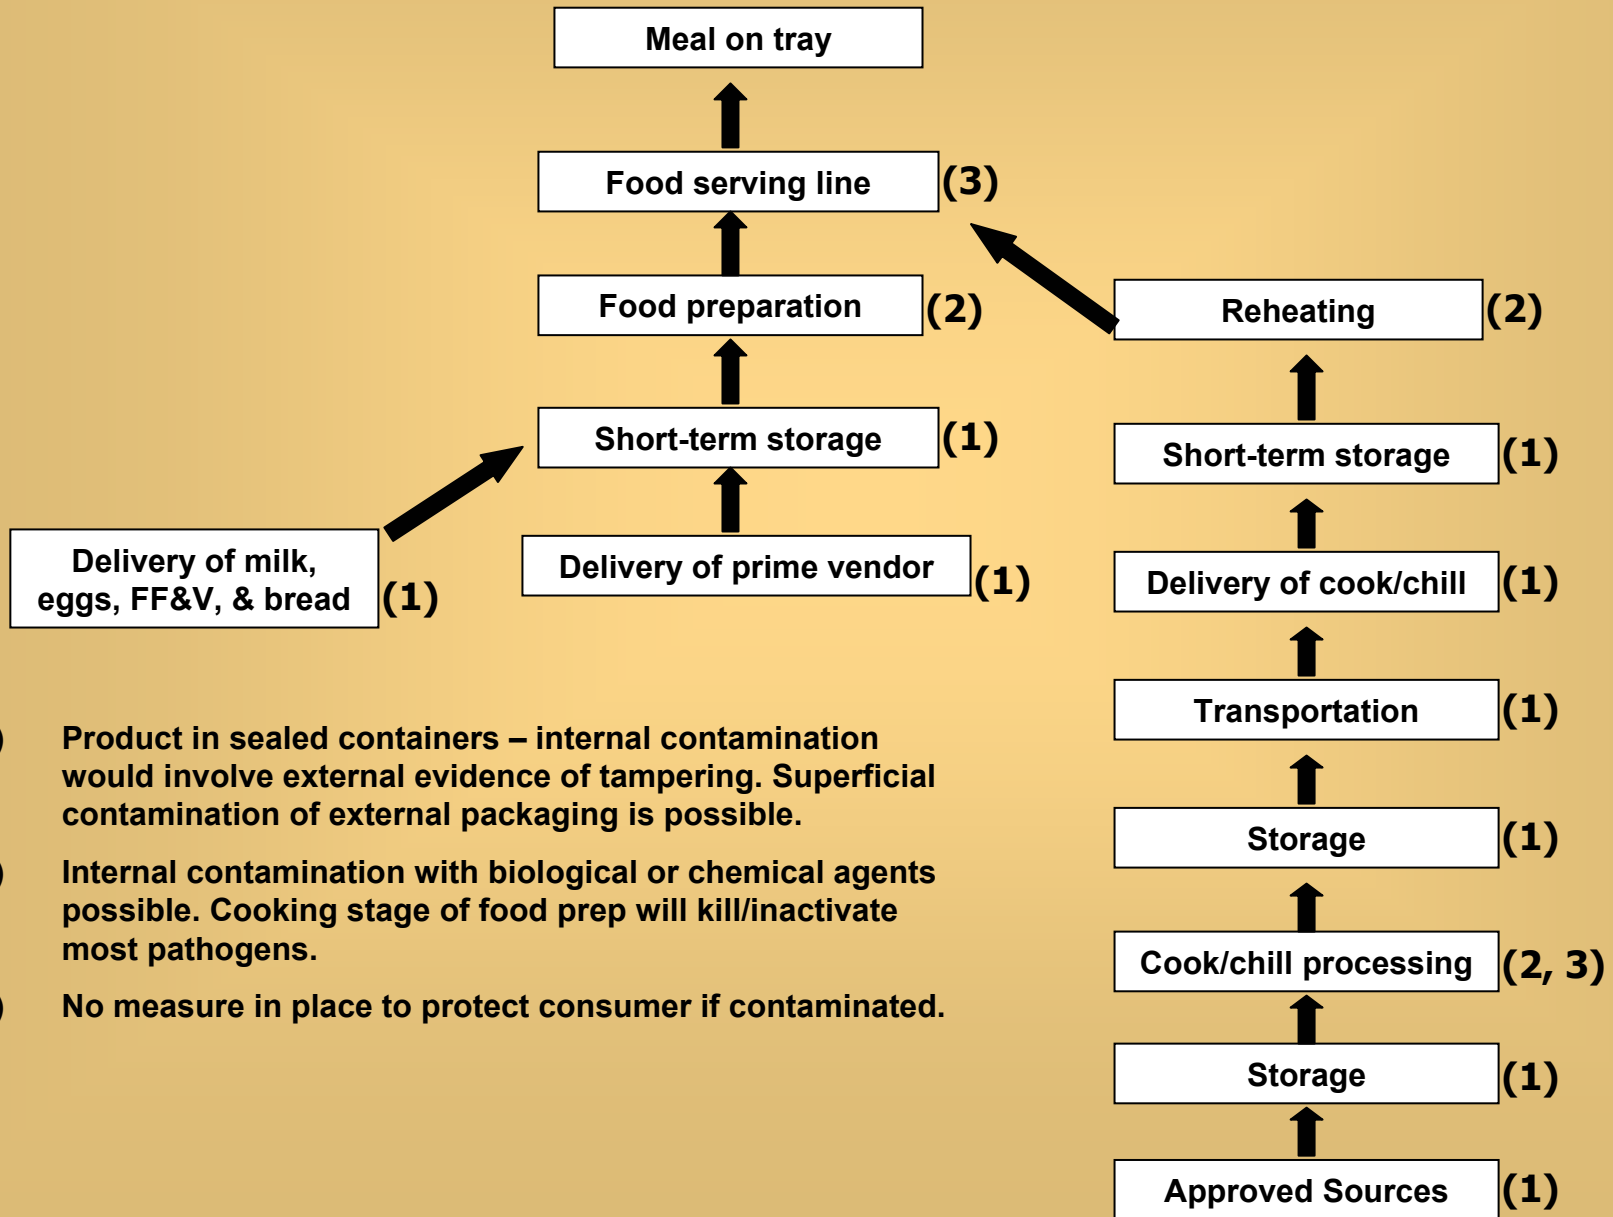 Meal on tray
Food serving line
(3)
Food preparation
(2)
Reheating
(2)
Short-term storage
(1)
Short-term storage
(1)
Delivery of milk,
eggs, FF&V, & bread
(1)
Delivery of prime vendor
(1)
Delivery of cook/chill
(1)
Transportation
(1)
) Product in sealed containers – internal contamination
would involve external evidence of tampering. Superficial
contamination of external packaging is possible.
Storage
(1)
) Internal contamination with biological or chemical agents
possible. Cooking stage of food prep will kill/inactivate
most pathogens.
Cook/chill processing
(2, 3)
) No measure in place to protect consumer if contaminated.
Storage
(1)
Approved Sources
(1)